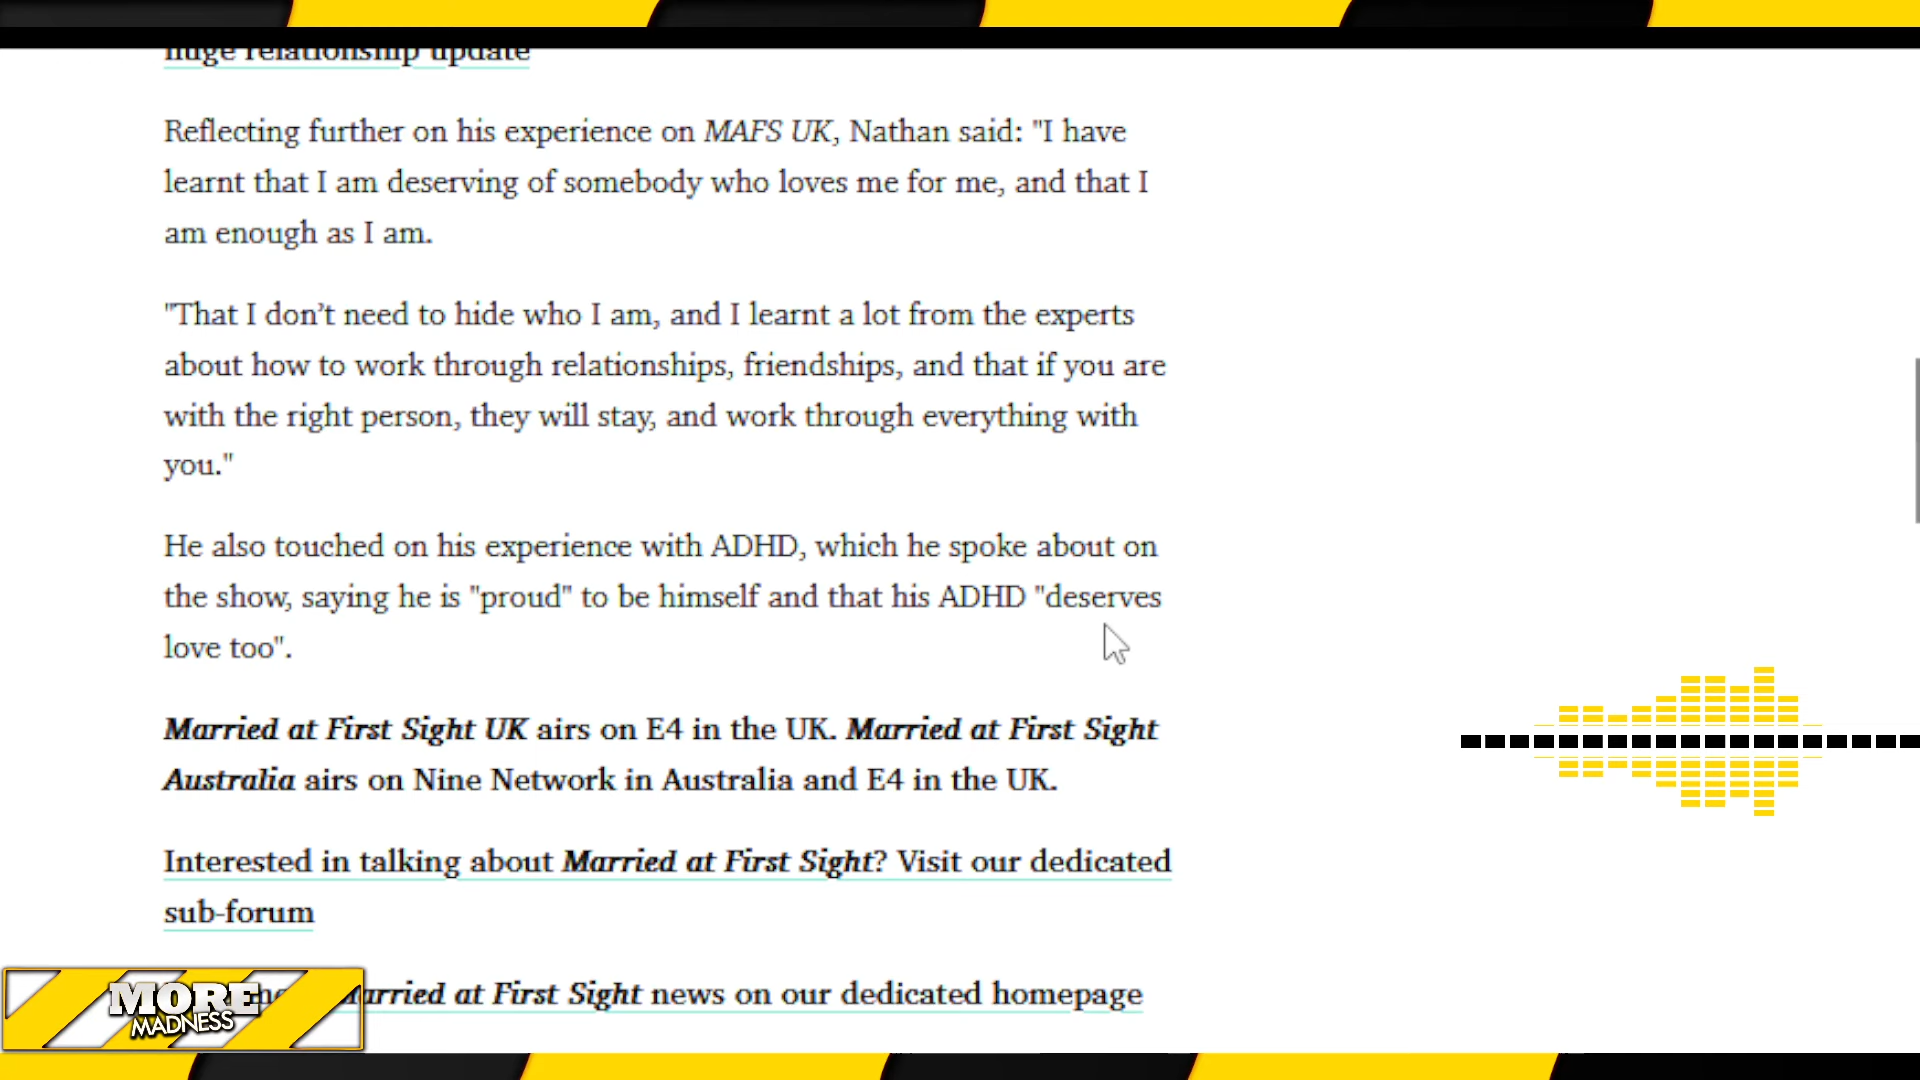 huge relationship update
Reflecting further on his experience on MAFS UK, Nathan said: "I have
learnt that I am deserving of somebody who loves me for me, and that I
am enough as I am.
"That I don’t need to hide who I am, and I learnt a lot from the experts
about how to work through relationships, friendships, and that if you are
with the right person, they will stay, and work through everything with
you."
He also touched on his experience with ADHD, which he spoke about on
the show, saying he is "proud" to be himself and that his ADHD "deserves
love too".
Married at First Sight UK airs on E4 in the UK. Married at First Sight
Australia airs on Nine Network in Australia and E4 in the UK.
Interested in talking about Married at First Sight? Visit our dedicated
sub-forum
Married at First Sight news on our dedicated homepage
MORE
MADNESS